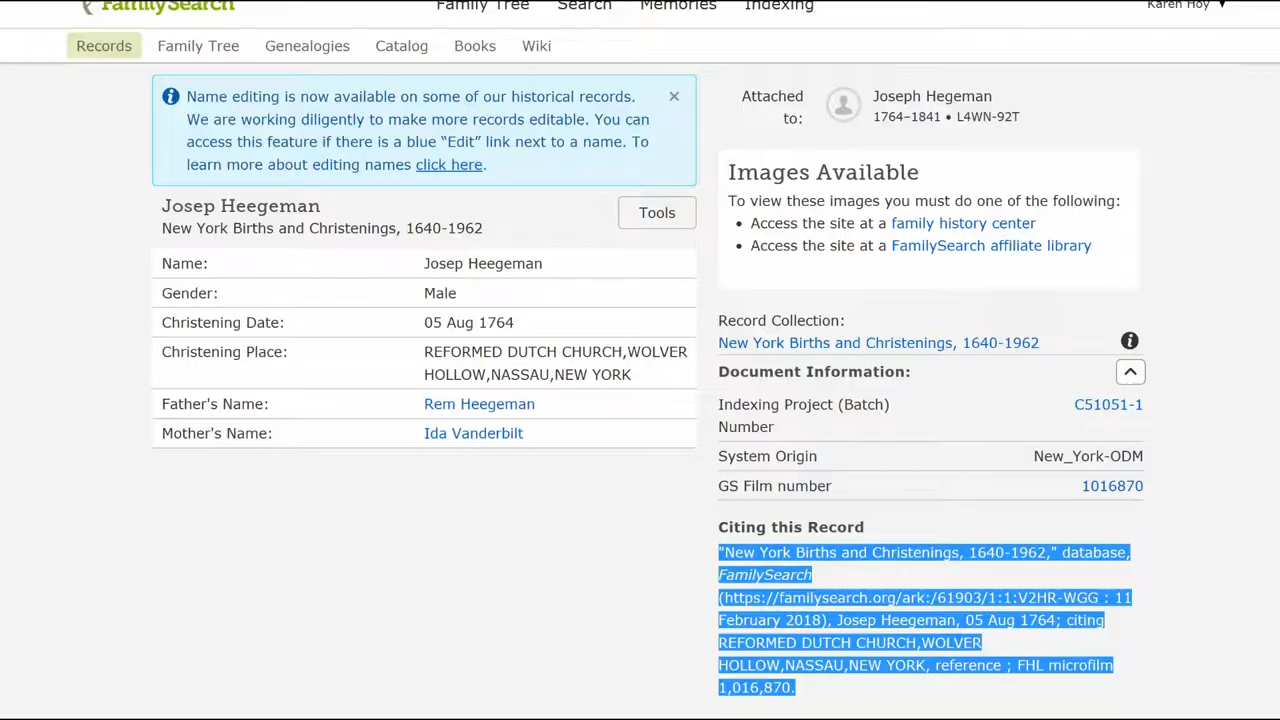 FamilySearch
Family Tree Search Memories Indexing
Karen Hoy ▼
Records Family Tree Genealogies Catalog Books Wiki
Name editing is now available on some of our historical records.
We are working diligently to make more records editable. You can
access this feature if there is a blue “Edit” link next to a name. To
learn more about editing names click here.
Josep Heegeman
New York Births and Christenings, 1640-1962
Tools
Name: Josep Heegeman
Gender: Male
Christening Date: 05 Aug 1764
Christening Place: REFORMED DUTCH CHURCH,WOLVER
HOLLOW,NASSAU,NEW YORK
Father's Name: Rem Heegeman
Mother's Name: Ida Vanderbilt
Attached
to:
Joseph Hegeman
1764–1841 • L4WN-92T
Images Available
To view these images you must do one of the following:
• Access the site at a family history center
• Access the site at a FamilySearch affiliate library
Record Collection:
New York Births and Christenings, 1640-1962
Document Information:
Indexing Project (Batch) C51051-1
Number
System Origin New_York-ODM
GS Film number 1016870
Citing this Record
"New York Births and Christenings, 1640-1962," database,
FamilySearch
(https://familysearch.org/ark:/61903/1:1:V2HR-WGG : 11
February 2018), Josep Heegeman, 05 Aug 1764; citing
REFORMED DUTCH CHURCH,WOLVER
HOLLOW,NASSAU,NEW YORK, reference ; FHL microfilm
1,016,870.